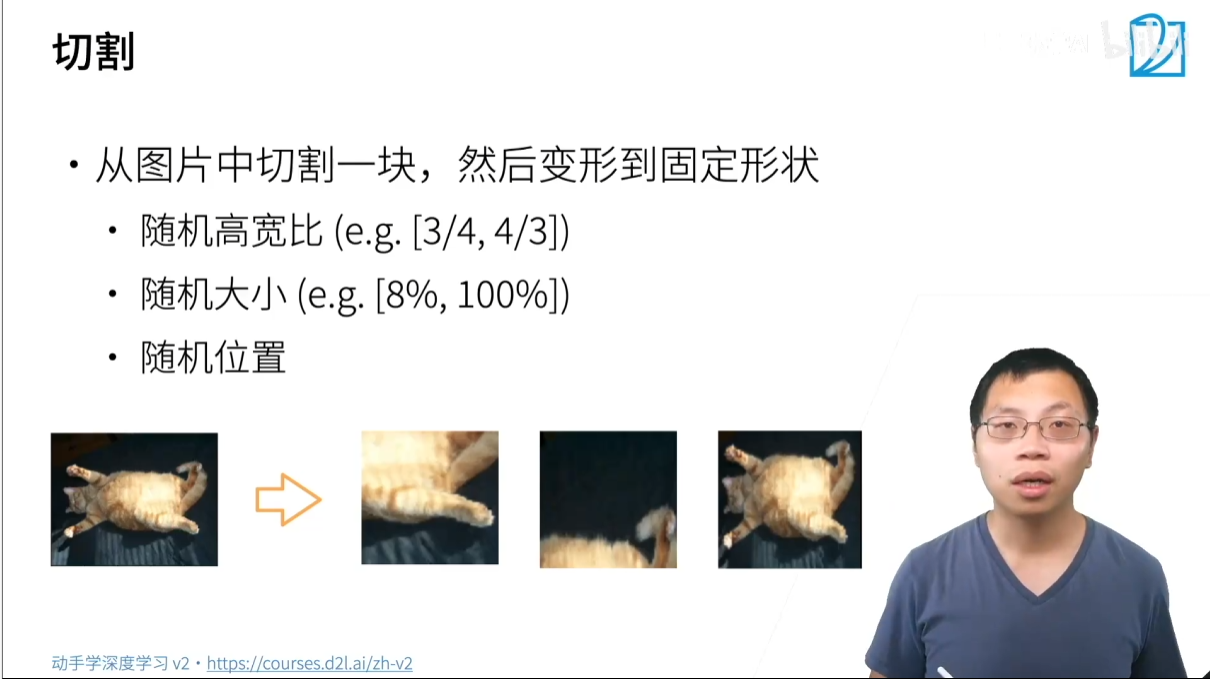 切割
• 从图片中切割一块，然后变形到固定形状
• 随机高宽比 (e.g. [3/4, 4/3])
• 随机大小 (e.g. [8%, 100%])
• 随机位置
动手学深度学习 v2 • https://courses.d2l.ai/zh-v2